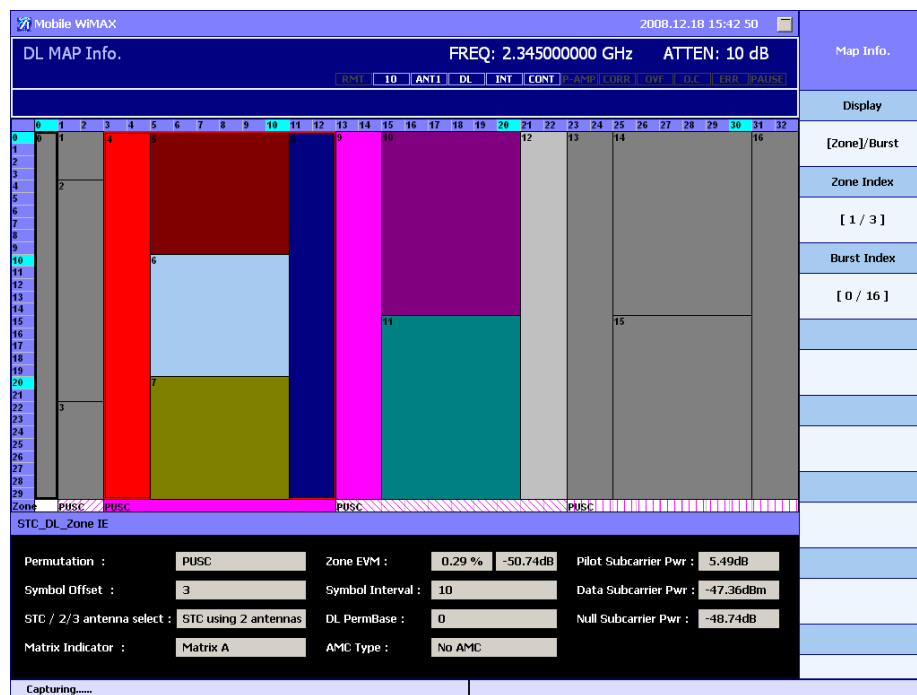 Mobile WiMAX 2008.12.18 15:42 50
DL MAP Info. FREQ: 2.345000000 GHz ATTEN: 10 dB
RMT 10 ANT1 DL INT CONT P-AMP CORR OVF O.C ERR PAUSE
Map Info.
Display
[Zone]/Burst
Zone Index
[ 1 / 3 ]
Burst Index
[ 0 / 16 ]
0 1 2 3 4 5 6 7 8 9 10 11 12 13 14 15 16 17 18 19 20 21 22 23 24 25 26 27 28 29 30 31 32
0 0 1 4 5 8 9 10 12 13 14 16
1
2
3
4 2
5
6
7
8
9
10 6
11
12
13
14
15 11 15
16
17
18
19
20 7
21
22 3
23
24
25
26
27
28
29
Zone PUSC PUSC PUSC PUSC
STC_DL_Zone IE
Permutation : PUSC Zone EVM : 0.29 % -50.74dB Pilot Subcarrier Pwr : 5.49dB
Symbol Offset : 3 Symbol Interval : 10 Data Subcarrier Pwr : -47.36dBm
STC / 2/3 antenna select : STC using 2 antennas DL PermBase : 0 Null Subcarrier Pwr : -48.74dB
Matrix Indicator : Matrix A AMC Type : No AMC
Capturing......